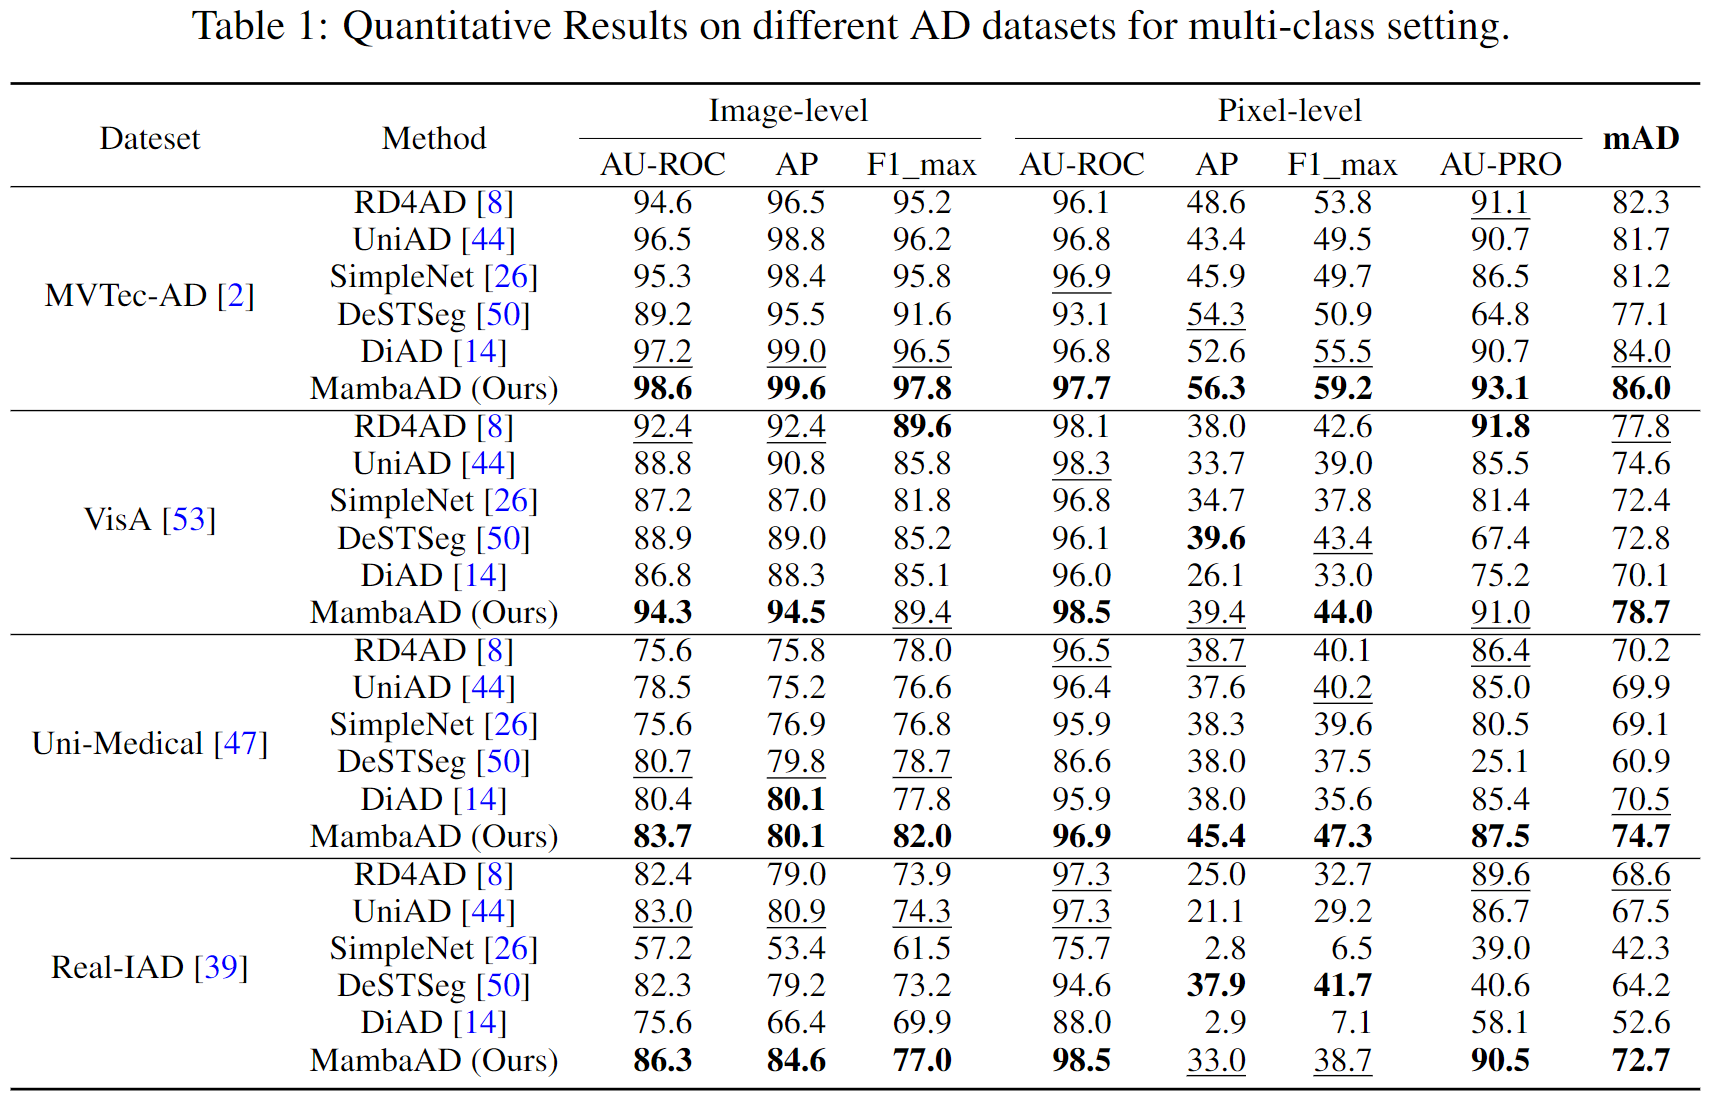 Table 1: Quantitative Results on different AD datasets for multi-class setting.
Dateset Method Image-level Pixel-level mAD
AU-ROC AP F1_max AU-ROC AP F1_max AU-PRO
MVTec-AD [2]
RD4AD [8] 94.6 96.5 95.2 96.1 48.6 53.8 91.1 82.3
UniAD [44] 96.5 98.8 96.2 96.8 43.4 49.5 90.7 81.7
SimpleNet [26] 95.3 98.4 95.8 96.9 45.9 49.7 86.5 81.2
DeSTSeg [50] 89.2 95.5 91.6 93.1 54.3 50.9 64.8 77.1
DiAD [14] 97.2 99.0 96.5 96.8 52.6 55.5 90.7 84.0
MambaAD (Ours) 98.6 99.6 97.8 97.7 56.3 59.2 93.1 86.0
VisA [53]
RD4AD [8] 92.4 92.4 89.6 98.1 38.0 42.6 91.8 77.8
UniAD [44] 88.8 90.8 85.8 98.3 33.7 39.0 85.5 74.6
SimpleNet [26] 87.2 87.0 81.8 96.8 34.7 37.8 81.4 72.4
DeSTSeg [50] 88.9 89.0 85.2 96.1 39.6 43.4 67.4 72.8
DiAD [14] 86.8 88.3 85.1 96.0 26.1 33.0 75.2 70.1
MambaAD (Ours) 94.3 94.5 89.4 98.5 39.4 44.0 91.0 78.7
Uni-Medical [47]
RD4AD [8] 75.6 75.8 78.0 96.5 38.7 40.1 86.4 70.2
UniAD [44] 78.5 75.2 76.6 96.4 37.6 40.2 85.0 69.9
SimpleNet [26] 75.6 76.9 76.8 95.9 38.3 39.6 80.5 69.1
DeSTSeg [50] 80.7 79.8 78.7 86.6 38.0 37.5 25.1 60.9
DiAD [14] 80.4 80.1 77.8 95.9 38.0 35.6 85.4 70.5
MambaAD (Ours) 83.7 80.1 82.0 96.9 45.4 47.3 87.5 74.7
Real-IAD [39]
RD4AD [8] 82.4 79.0 73.9 97.3 25.0 32.7 89.6 68.6
UniAD [44] 83.0 80.9 74.3 97.3 21.1 29.2 86.7 67.5
SimpleNet [26] 57.2 53.4 61.5 75.7 2.8 6.5 39.0 42.3
DeSTSeg [50] 82.3 79.2 73.2 94.6 37.9 41.7 40.6 64.2
DiAD [14] 75.6 66.4 69.9 88.0 2.9 7.1 58.1 52.6
MambaAD (Ours) 86.3 84.6 77.0 98.5 33.0 38.7 90.5 72.7